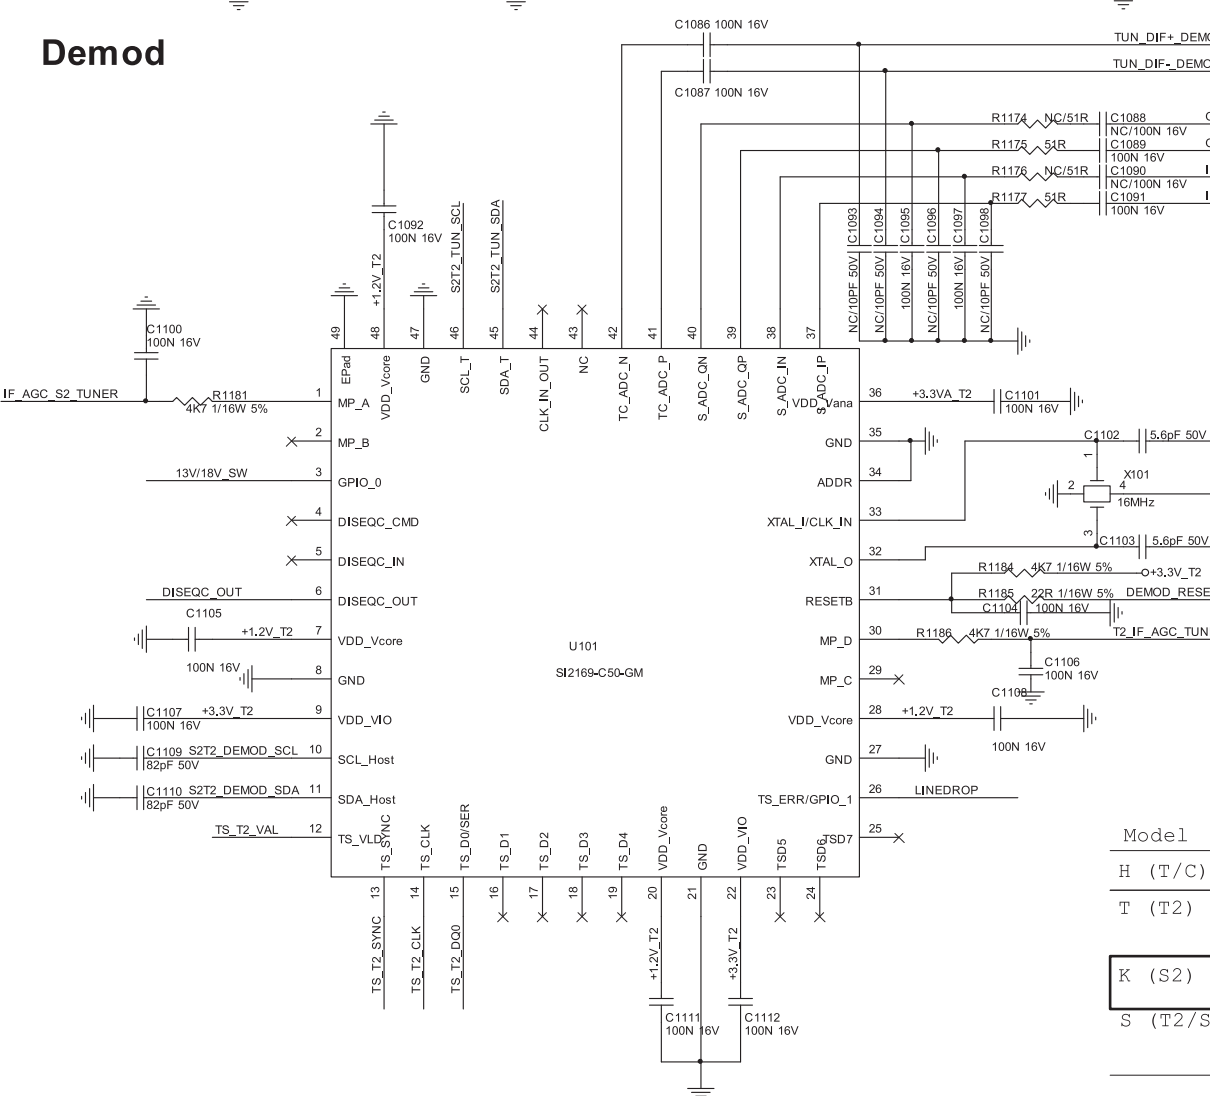 Demod
C1086 100N 16V
TUN_DIF+_DEMO
TUN_DIF-_DEMO
C1087 100N 16V
R1174 NC/51R C1088
NC/100N 16V
R1175 51R C1089
100N 16V
R1176 NC/51R C1090
NC/100N 16V
R1177 51R C1091
100N 16V
C1092
100N 16V
+1.2V_T2
S2T2_TUN_SCL
S2T2_TUN_SDA
C1093
NC/10PF 50V
C1094
NC/10PF 50V
C1095
100N 16V
C1096
NC/10PF 50V
C1097
100N 16V
C1098
NC/10PF 50V
C1100
100N 16V
49 48 47 46 45 44 43 42 41 40 39 38 37
EPad
VDD_Vcore
GND
SCL_T
SDA_T
CLK_IN_OUT
NC
TC_ADC_N
TC_ADC_P
S_ADC_QN
S_ADC_QP
S_ADC_IN
S_ADC_IP
IF_AGC_S2_TUNER
R1181
4K7 1/16W 5%
1 MP_A
2 MP_B
13V/18V_SW 3 GPIO_0
4 DISEQC_CMD
5 DISEQC_IN
DISEQC_OUT 6 DISEQC_OUT
C1105
100N 16V
+1.2V_T2 7 VDD_Vcore
8 GND
C1107
100N 16V
+3.3V_T2 9 VDD_VIO
C1109 S2T2_DEMOD_SCL 10 SCL_Host
82pF 50V
C1110 S2T2_DEMOD_SDA 11 SDA_Host
82pF 50V
TS_T2_VAL 12 TS_VLD
U101
SI2169-C50-GM
VDD_Vana 36 +3.3VA_T2 C1101
100N 16V
GND 35
ADDR 34
XTAL_I/CLK_IN 33
XTAL_O 32
C1102 5.6pF 50V
1
2
X101
4
16MHz
3
C1103 5.6pF 50V
R1184 4K7 1/16W 5% +3.3V_T2
RESETB 31 R1185 22R 1/16W 5% DEMOD_RESE
C1104 100N 16V
MP_D 30 R1186 4K7 1/16W 5% T2_IF_AGC_TUN
C1106
100N 16V
MP_C 29
C1108
VDD_Vcore 28 +1.2V_T2
100N 16V
GND 27
TS_ERR/GPIO_1 26 LINEDROP
TSD7 25
TS_SYNC
TS_CLK
TS_D0/SER
TS_D1
TS_D2
TS_D3
TS_D4
VDD_Vcore
GND
VDD_VIO
TSD5
TSD6
13 14 15 16 17 18 19 20 21 22 23 24
TS_T2_SYNC
TS_T2_CLK
TS_T2_DQ0
+1.2V_T2
+3.3V_T2
C1111
100N 16V
C1112
100N 16V
Model
H (T/C)
T (T2)
K (S2)
S (T2/S